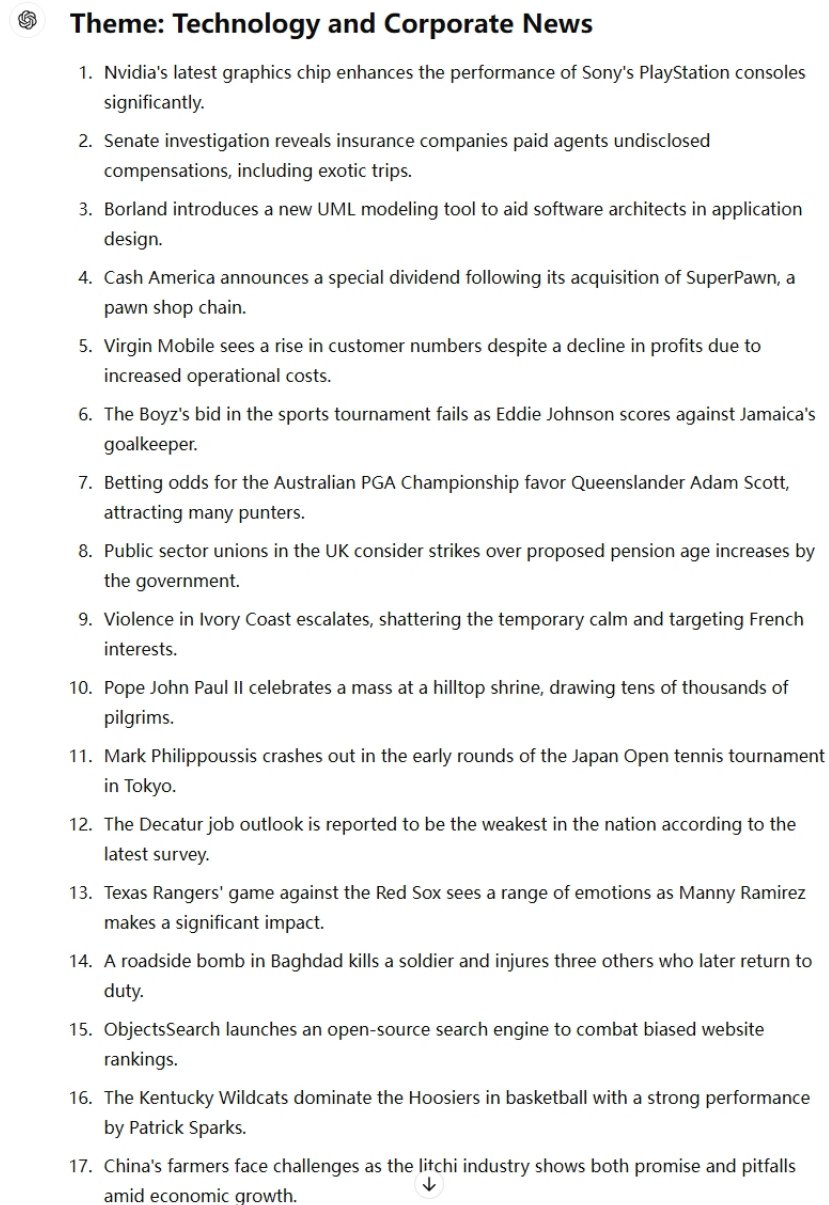 Theme: Technology and Corporate News
1. Nvidia's latest graphics chip enhances the performance of Sony's PlayStation consoles
significantly.
2. Senate investigation reveals insurance companies paid agents undisclosed
compensations, including exotic trips.
3. Borland introduces a new UML modeling tool to aid software architects in application
design.
4. Cash America announces a special dividend following its acquisition of SuperPawn, a
pawn shop chain.
5. Virgin Mobile sees a rise in customer numbers despite a decline in profits due to
increased operational costs.
6. The Boyz's bid in the sports tournament fails as Eddie Johnson scores against Jamaica's
goalkeeper.
7. Betting odds for the Australian PGA Championship favor Queenslander Adam Scott,
attracting many punters.
8. Public sector unions in the UK consider strikes over proposed pension age increases by
the government.
9. Violence in Ivory Coast escalates, shattering the temporary calm and targeting French
interests.
10. Pope John Paul II celebrates a mass at a hilltop shrine, drawing tens of thousands of
pilgrims.
11. Mark Philippoussis crashes out in the early rounds of the Japan Open tennis tournament
in Tokyo.
12. The Decatur job outlook is reported to be the weakest in the nation according to the
latest survey.
13. Texas Rangers' game against the Red Sox sees a range of emotions as Manny Ramirez
makes a significant impact.
14. A roadside bomb in Baghdad kills a soldier and injures three others who later return to
duty.
15. ObjectsSearch launches an open-source search engine to combat biased website
rankings.
16. The Kentucky Wildcats dominate the Hoosiers in basketball with a strong performance
by Patrick Sparks.
17. China's farmers face challenges as the litchi industry shows both promise and pitfalls
amid economic growth.